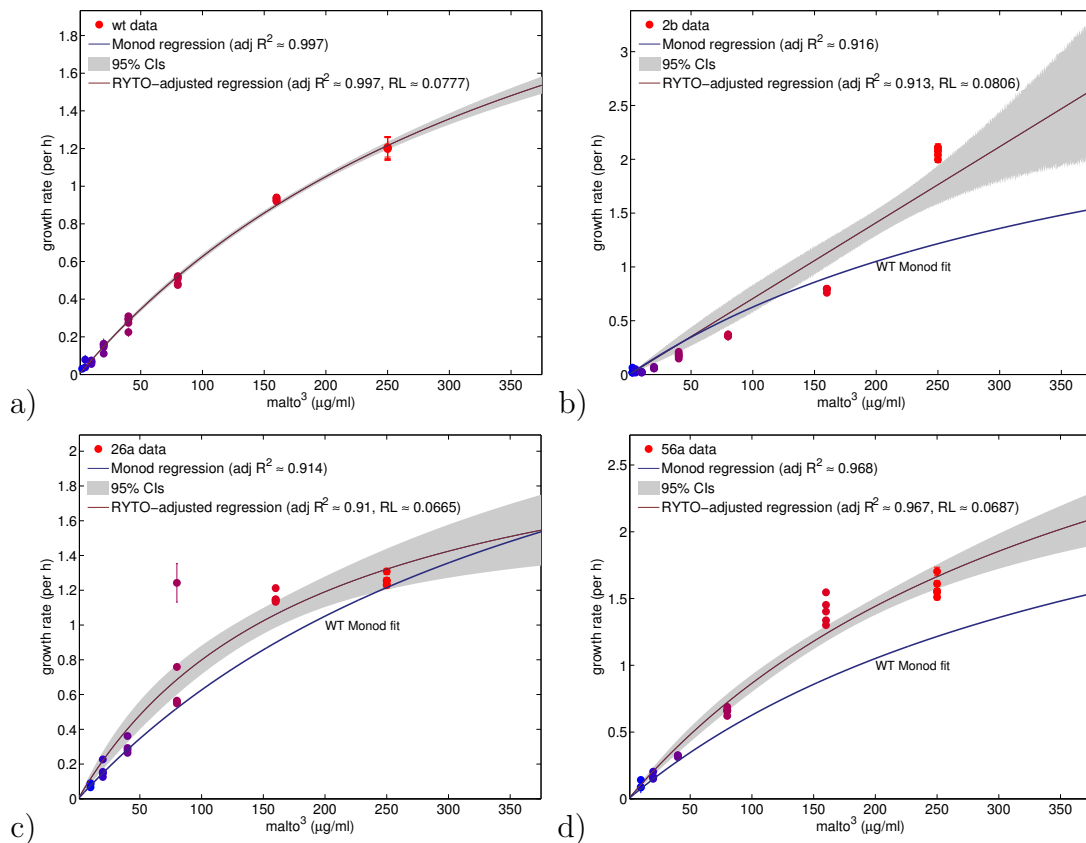 wt data
Monod regression (adj R² ≈ 0.997)
95% CIs
RYTO−adjusted regression (adj R² ≈ 0.997, RL ≈ 0.0777)
1.8
1.6
1.4
1.2
1
0.8
0.6
0.4
0.2
0
50 100 150 200 250 300 350
growth rate (per h)
malto³ (μg/ml)
a)
2b data
Monod regression (adj R² ≈ 0.916)
95% CIs
RYTO−adjusted regression (adj R² ≈ 0.913, RL ≈ 0.0806)
WT Monod fit
3
2.5
2
1.5
1
0.5
0
50 100 150 200 250 300 350
growth rate (per h)
malto³ (μg/ml)
b)
26a data
Monod regression (adj R² ≈ 0.914)
95% CIs
RYTO−adjusted regression (adj R² ≈ 0.91, RL ≈ 0.0665)
WT Monod fit
2
1.8
1.6
1.4
1.2
1
0.8
0.6
0.4
0.2
0
50 100 150 200 250 300 350
growth rate (per h)
malto³ (μg/ml)
c)
56a data
Monod regression (adj R² ≈ 0.968)
95% CIs
RYTO−adjusted regression (adj R² ≈ 0.967, RL ≈ 0.0687)
WT Monod fit
2.5
2
1.5
1
0.5
0
50 100 150 200 250 300 350
growth rate (per h)
malto³ (μg/ml)
d)